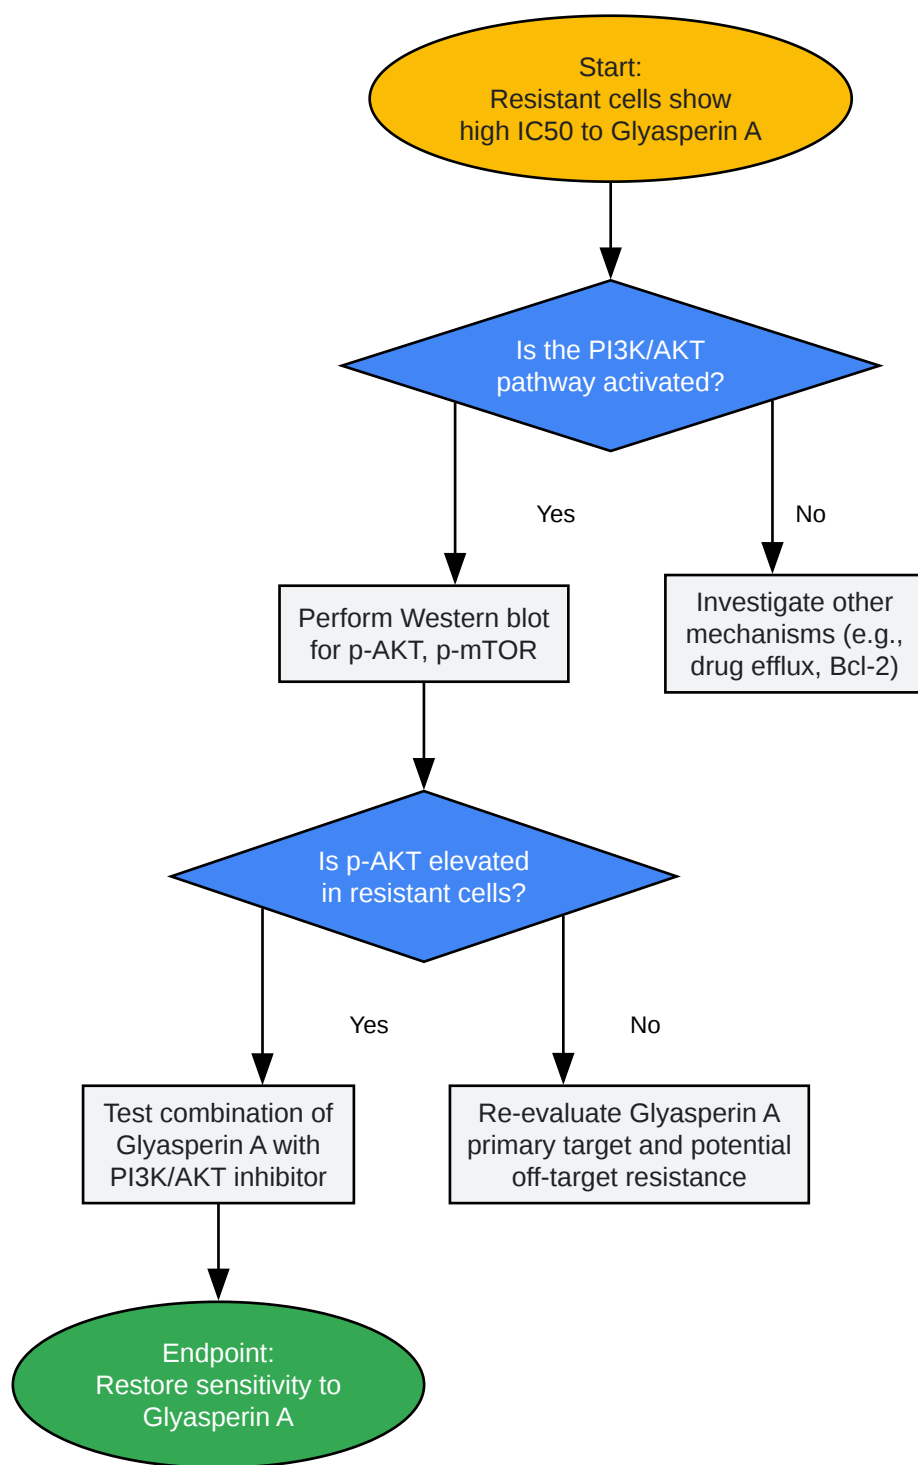 Start:
Resistant cells show
high IC50 to Glyasperin A
Is the PI3K/AKT
pathway activated?
Yes
No
Perform Western blot
for p-AKT, p-mTOR
Investigate other
mechanisms (e.g.,
drug efflux, Bcl-2)
Is p-AKT elevated
in resistant cells?
Yes
No
Test combination of
Glyasperin A with
PI3K/AKT inhibitor
Re-evaluate Glyasperin A
primary target and potential
off-target resistance
Endpoint:
Restore sensitivity to
Glyasperin A